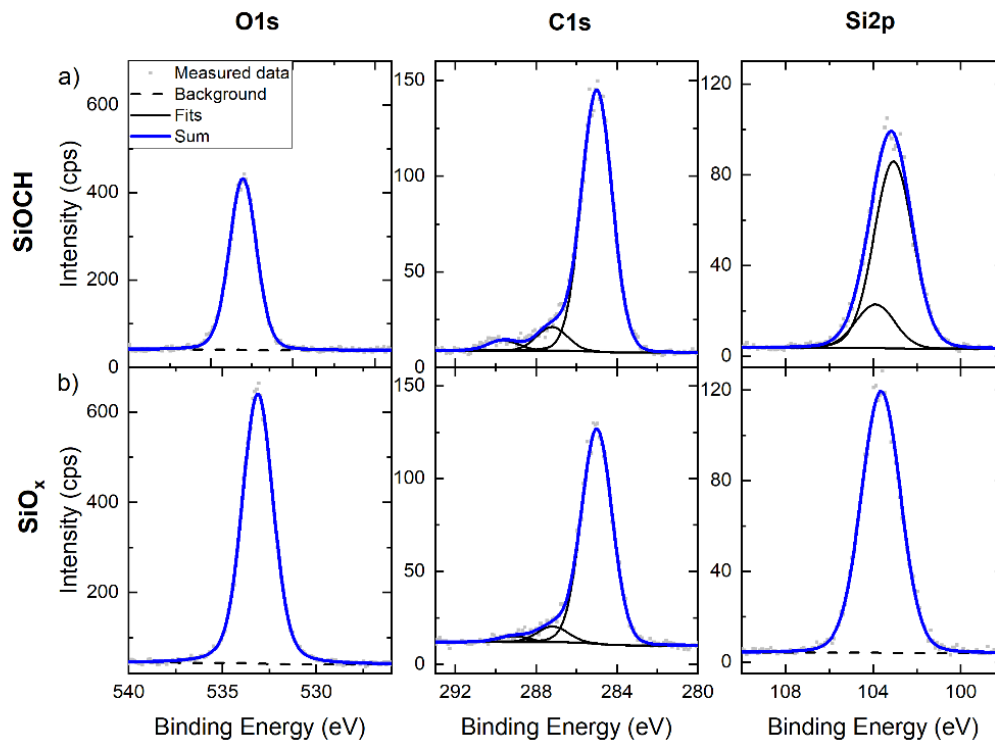 O1s
C1s
Si2p
a)
Measured data
Background
Fits
Sum
SiOCH
Intensity (cps)
600
400
200
0
150
100
50
0
120
80
40
0
b)
SiOₓ
Intensity (cps)
600
400
200
150
100
50
0
120
80
40
0
540
535
530
292
288
284
280
108
104
100
Binding Energy (eV)
Binding Energy (eV)
Binding Energy (eV)